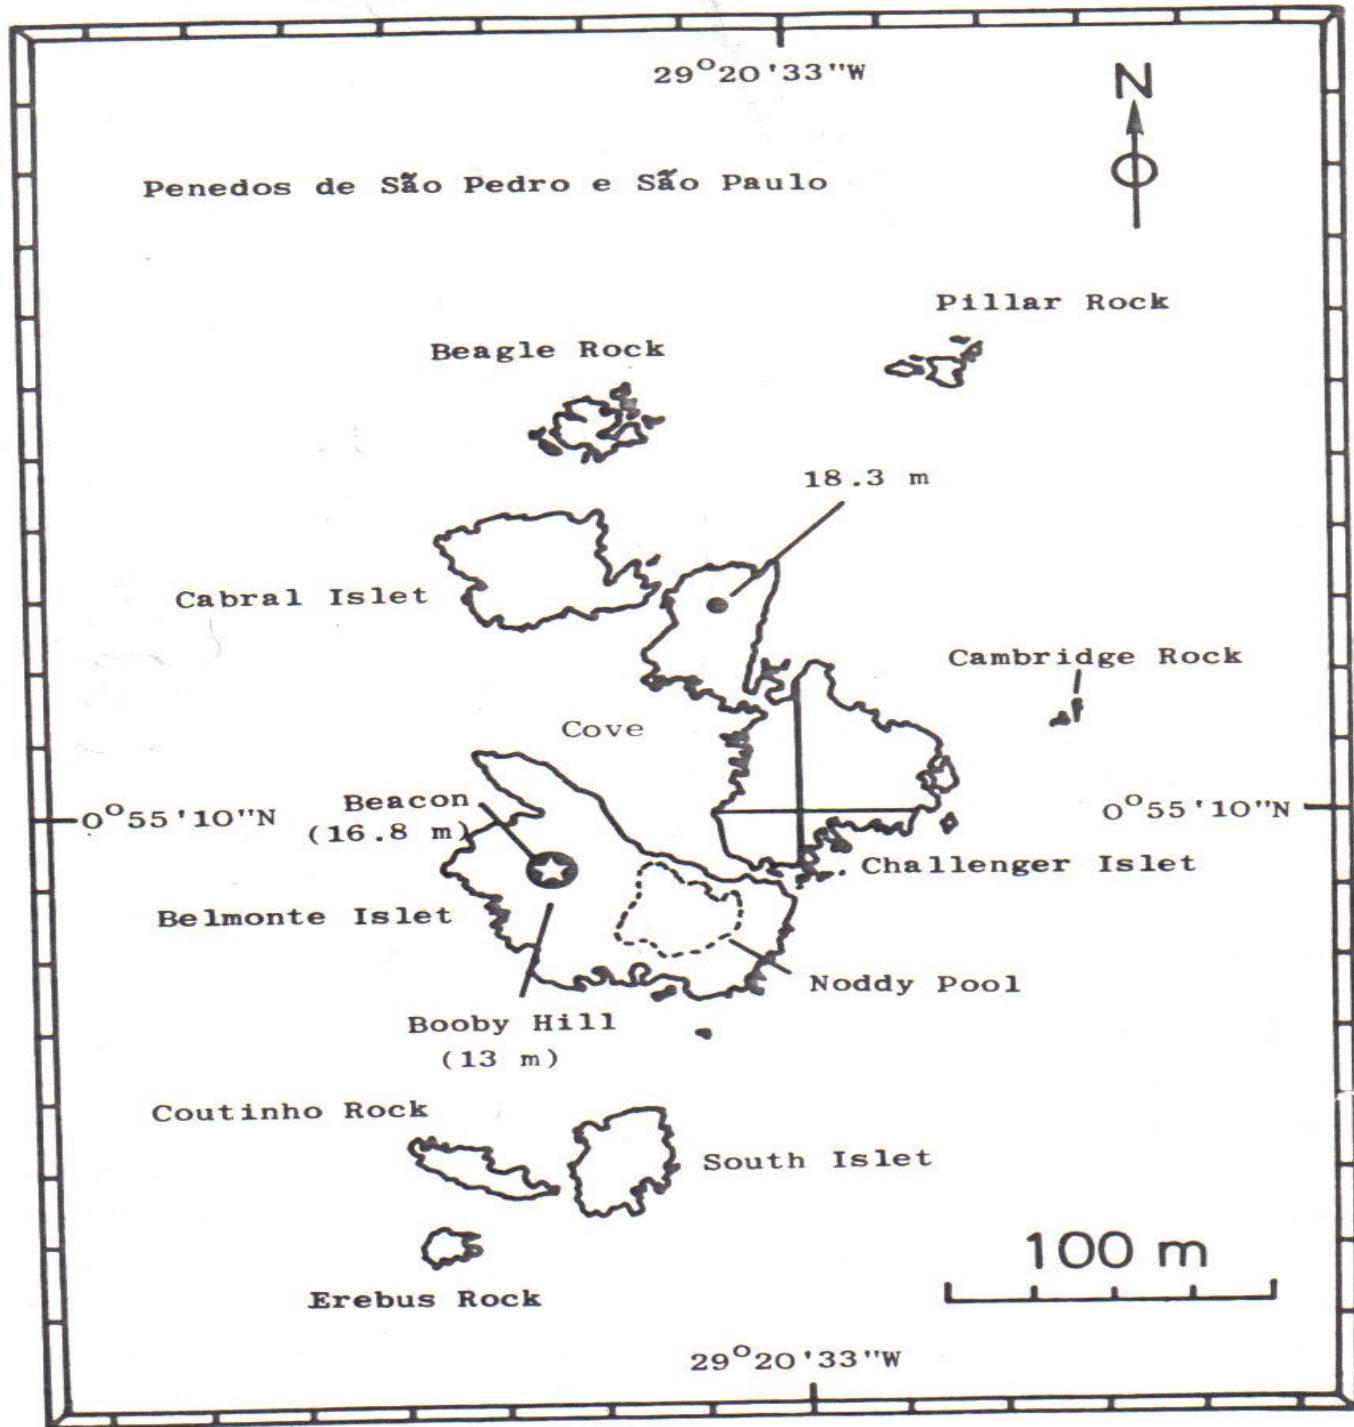 29°20'33"W
N
Penedos de São Pedro e São Paulo
Pillar Rock
Beagle Rock
18.3 m
Cabral Islet
Cambridge Rock
Cove
Beacon
(16.8 m)
0°55'10"N
0°55'10"N
Challenger Islet
Belmonte Islet
Noddy Pool
Booby Hill
(13 m)
Coutinho Rock
South Islet
100 m
Erebus Rock
29°20'33"W